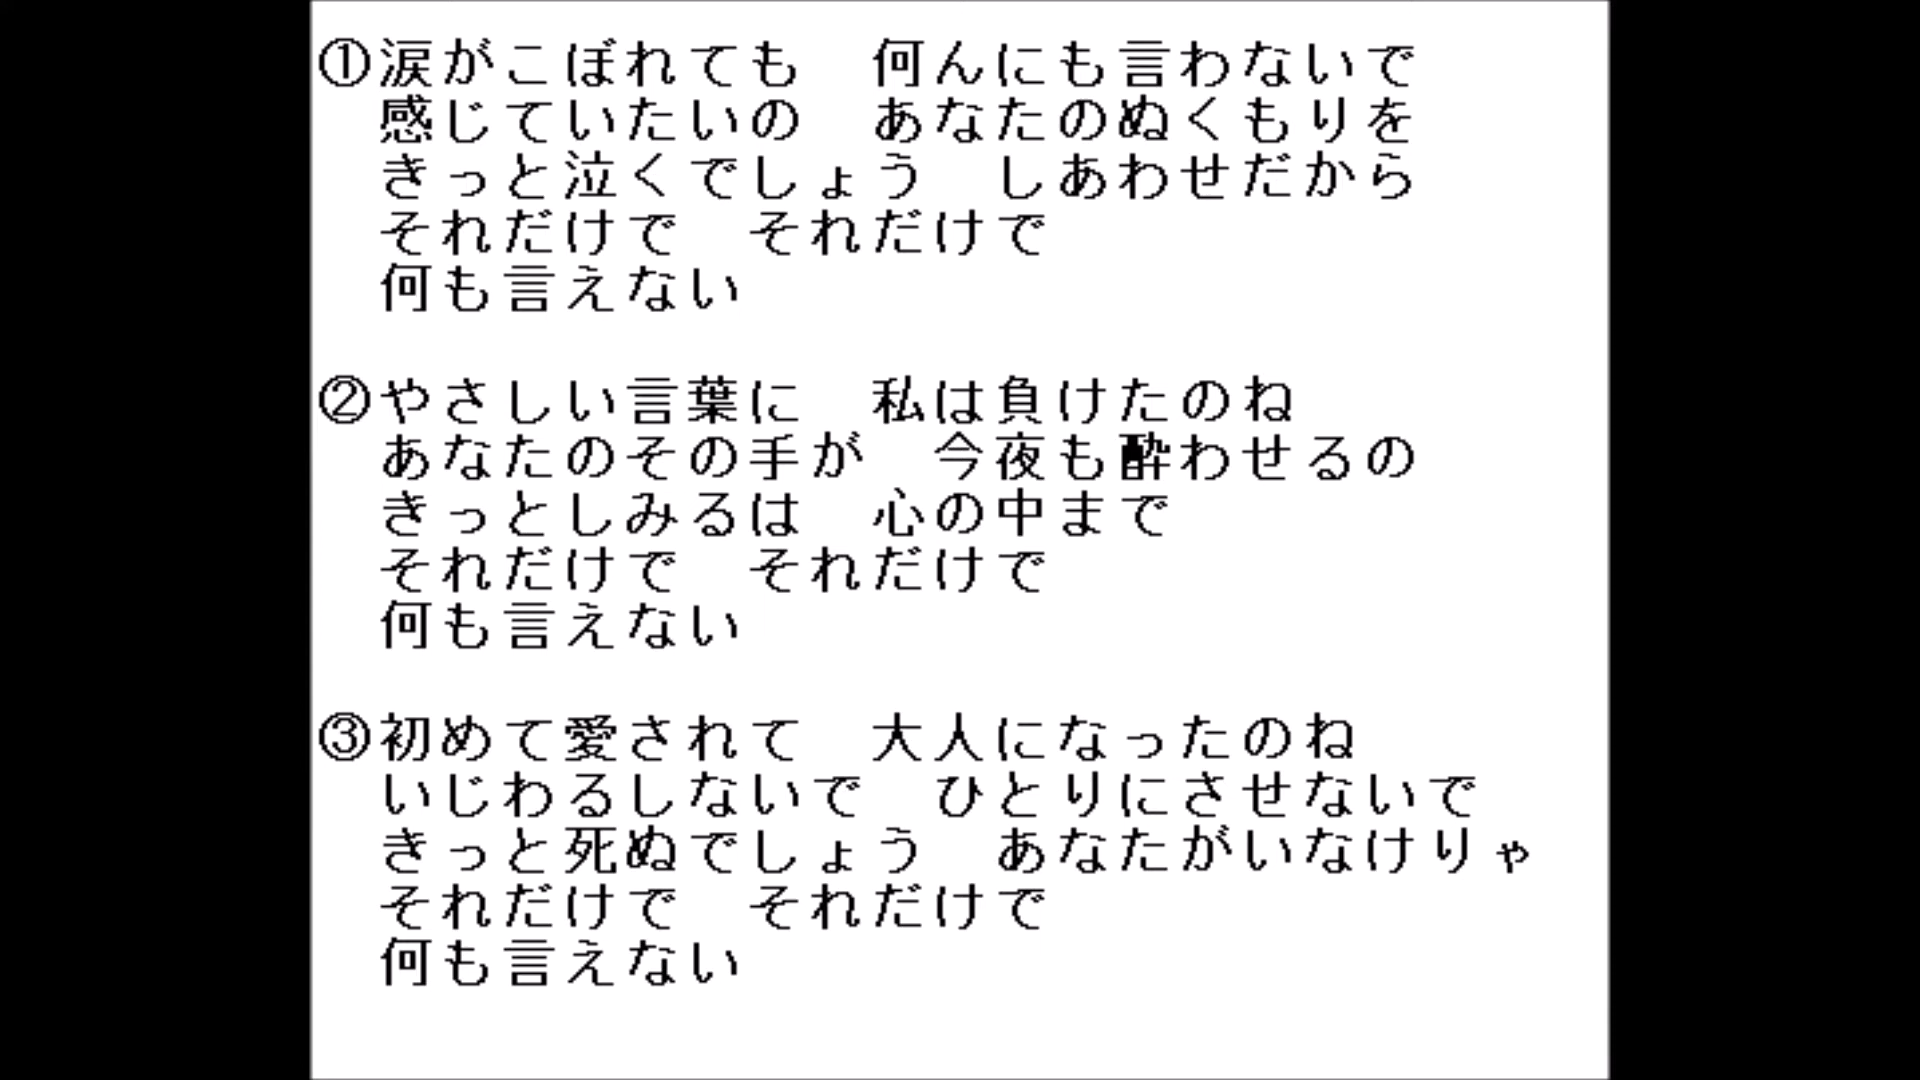 ①涙がこぼれても　何んにも言わないで
感じていたいの　あなたのぬくもりを
きっと泣くでしょう　しあわせだから
それだけで　それだけで
何も言えない
②やさしい言葉に　私は負けたのね
あなたのその手が　今夜も酔わせるの
きっとしみるは　心の中まで
それだけで　それだけで
何も言えない
③初めて愛されて　大人になったのね
いじわるしないで　ひとりにさせないで
きっと死ぬでしょう　あなたがいなけりゃ
それだけで　それだけで
何も言えない